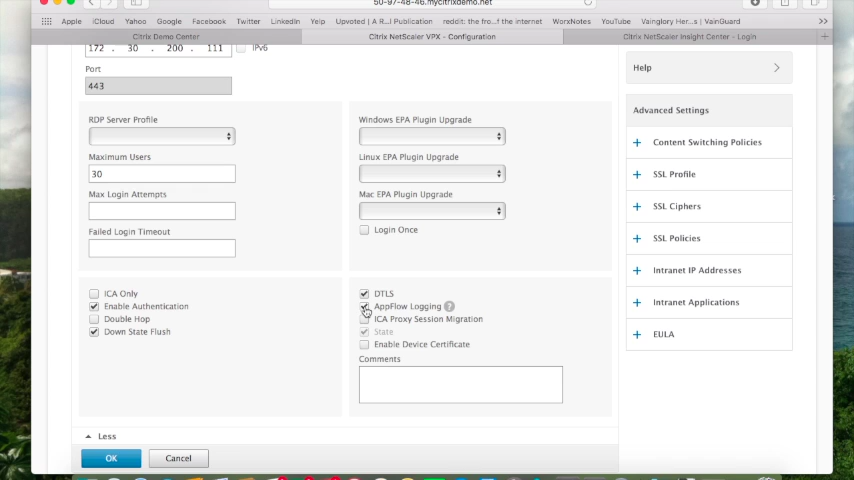 50-97-48-46.mycitrixdemo.net
Apple iCloud Yahoo Google Facebook Twitter LinkedIn Yelp Upvoted | A R...l Publication reddit: the fro...f the internet WorxNotes YouTube Vainglory Her...s | VainGuard
Citrix Demo Center Citrix NetScaler VPX - Configuration Citrix NetScaler Insight Center - Login
172 . 30 . 200 . 111 IPv6
Port
443
RDP Server Profile
Maximum Users
30
Max Login Attempts
Failed Login Timeout
Windows EPA Plugin Upgrade
Linux EPA Plugin Upgrade
Mac EPA Plugin Upgrade
Login Once
ICA Only
Enable Authentication
Double Hop
Down State Flush
DTLS
AppFlow Logging ?
ICA Proxy Session Migration
State
Enable Device Certificate
Comments
Less
OK Cancel
Help
Advanced Settings
+ Content Switching Policies
+ SSL Profile
+ SSL Ciphers
+ SSL Policies
+ Intranet IP Addresses
+ Intranet Applications
+ EULA